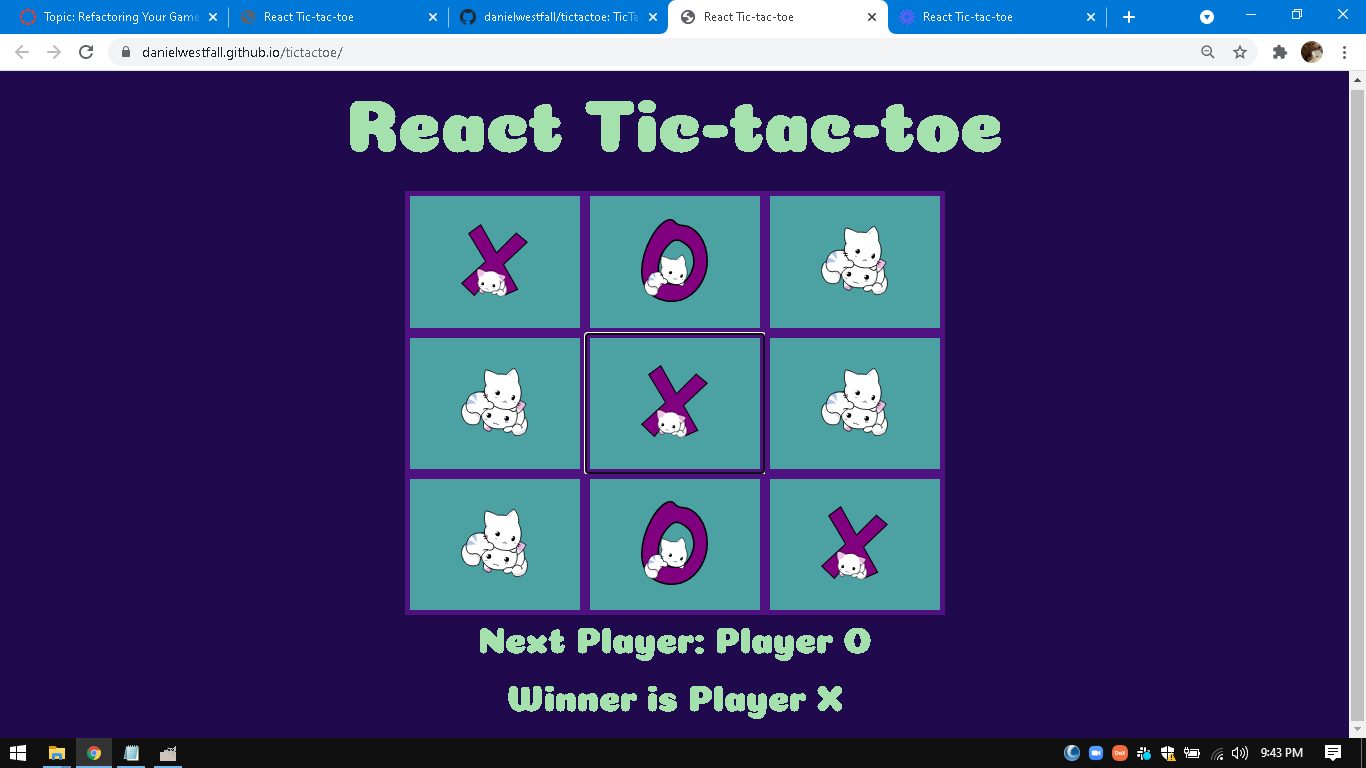 Topic: Refactoring Your Game
React Tic-tac-toe
danielwestfall/tictactoe: TicTa
React Tic-tac-toe
React Tic-tac-toe
danielwestfall.github.io/tictactoe/
React Tic-tac-toe
X O
X
O X
Next Player: Player O
Winner is Player X
DeX
9:43 PM